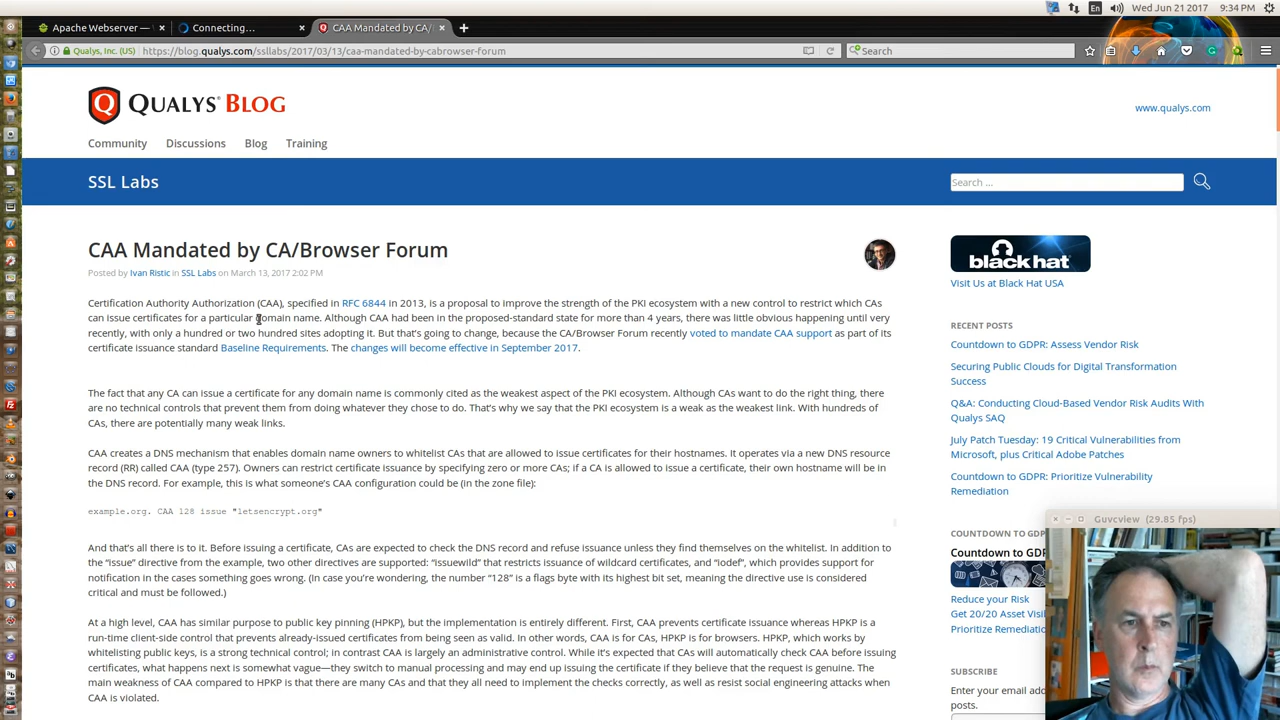 En
Wed Jun 21 2017 9:34 PM
Apache Webserver —
Connecting...
CAA Mandated by CA/
Qualys, Inc. (US)
https://blog.qualys.com/ssllabs/2017/03/13/caa-mandated-by-cabrowser-forum
Search
QUALYS® BLOG
www.qualys.com
Community
Discussions
Blog
Training
SSL Labs
Search ...
CAA Mandated by CA/Browser Forum
Posted by Ivan Ristic in SSL Labs on March 13, 2017 2:02 PM
Certification Authority Authorization (CAA), specified in RFC 6844 in 2013, is a proposal to improve the strength of the PKI ecosystem with a new control to restrict which CAs
can issue certificates for a particular domain name. Although CAA had been in the proposed-standard state for more than 4 years, there was little obvious happening until very
recently, with only a hundred or two hundred sites adopting it. But that's going to change, because the CA/Browser Forum recently voted to mandate CAA support as part of its
certificate issuance standard Baseline Requirements. The changes will become effective in September 2017.
The fact that any CA can issue a certificate for any domain name is commonly cited as the weakest aspect of the PKI ecosystem. Although CAs want to do the right thing, there
are no technical controls that prevent them from doing whatever they chose to do. That's why we say that the PKI ecosystem is a weak as the weakest link. With hundreds of
CAs, there are potentially many weak links.
CAA creates a DNS mechanism that enables domain name owners to whitelist CAs that are allowed to issue certificates for their hostnames. It operates via a new DNS resource
record (RR) called CAA (type 257). Owners can restrict certificate issuance by specifying zero or more CAs; if a CA is allowed to issue a certificate, their own hostname will be in
the DNS record. For example, this is what someone's CAA configuration could be (in the zone file):
example.org. CAA 128 issue "letsencrypt.org"
And that's all there is to it. Before issuing a certificate, CAs are expected to check the DNS record and refuse issuance unless they find themselves on the whitelist. In addition to
the "issue" directive from the example, two other directives are supported: "issuewild" that restricts issuance of wildcard certificates, and "iodef", which provides support for
notification in the cases something goes wrong. (In case you're wondering, the number "128" is a flags byte with its highest bit set, meaning the directive use is considered
critical and must be followed.)
At a high level, CAA has similar purpose to public key pinning (HPKP), but the implementation is entirely different. First, CAA prevents certificate issuance whereas HPKP is a
run-time client-side control that prevents already-issued certificates from being seen as valid. In other words, CAA is for CAs, HPKP is for browsers. HPKP, which works by
whitelisting public keys, is a strong technical control; in contrast CAA is largely an administrative control. While it's expected that CAs will automatically check CAA before issuing
certificates, what happens next is somewhat vague—they switch to manual processing and may end up issuing the certificate if they believe that the request is genuine. The
main weakness of CAA compared to HPKP is that there are many CAs and that they all need to implement the checks correctly, as well as resist social engineering attacks when
CAA is violated.
black hat
Visit Us at Black Hat USA
RECENT POSTS
Countdown to GDPR: Assess Vendor Risk
Securing Public Clouds for Digital Transformation
Success
Q&A: Conducting Cloud-Based Vendor Risk Audits With
Qualys SAQ
July Patch Tuesday: 19 Critical Vulnerabilities from
Microsoft, plus Critical Adobe Patches
Countdown to GDPR: Prioritize Vulnerability
Remediation
Guvcview (29.85 fps)
COUNTDOWN TO GDP
Countdown to GDP
Reduce your Risk
Get 20/20 Asset Visi
Prioritize Remediatio
SUBSCRIBE
Enter your email add
posts.